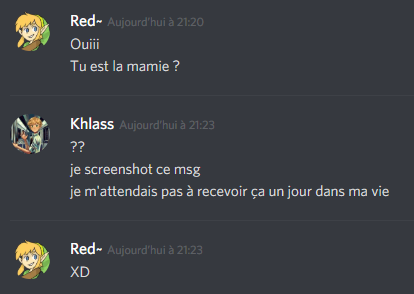 Red~ Aujourd'hui à 21:20
Ouiii
Tu est la mamie ?
Khlass Aujourd'hui à 21:23
??
je screenshot ce msg
je m'attendais pas à recevoir ça un jour dans ma vie
Red~ Aujourd'hui à 21:23
XD